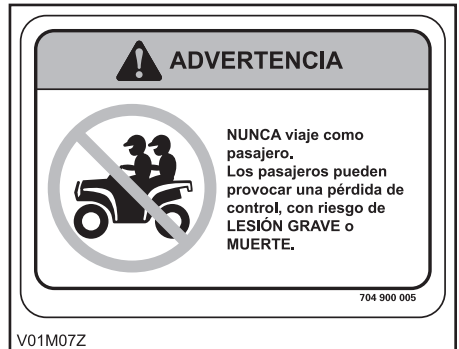 ADVERTENCIA
NUNCA viaje como
pasajero.
Los pasajeros pueden
provocar una pérdida de
control, con riesgo de
LESIÓN GRAVE o
MUERTE.
704 900 005
V01M07Z